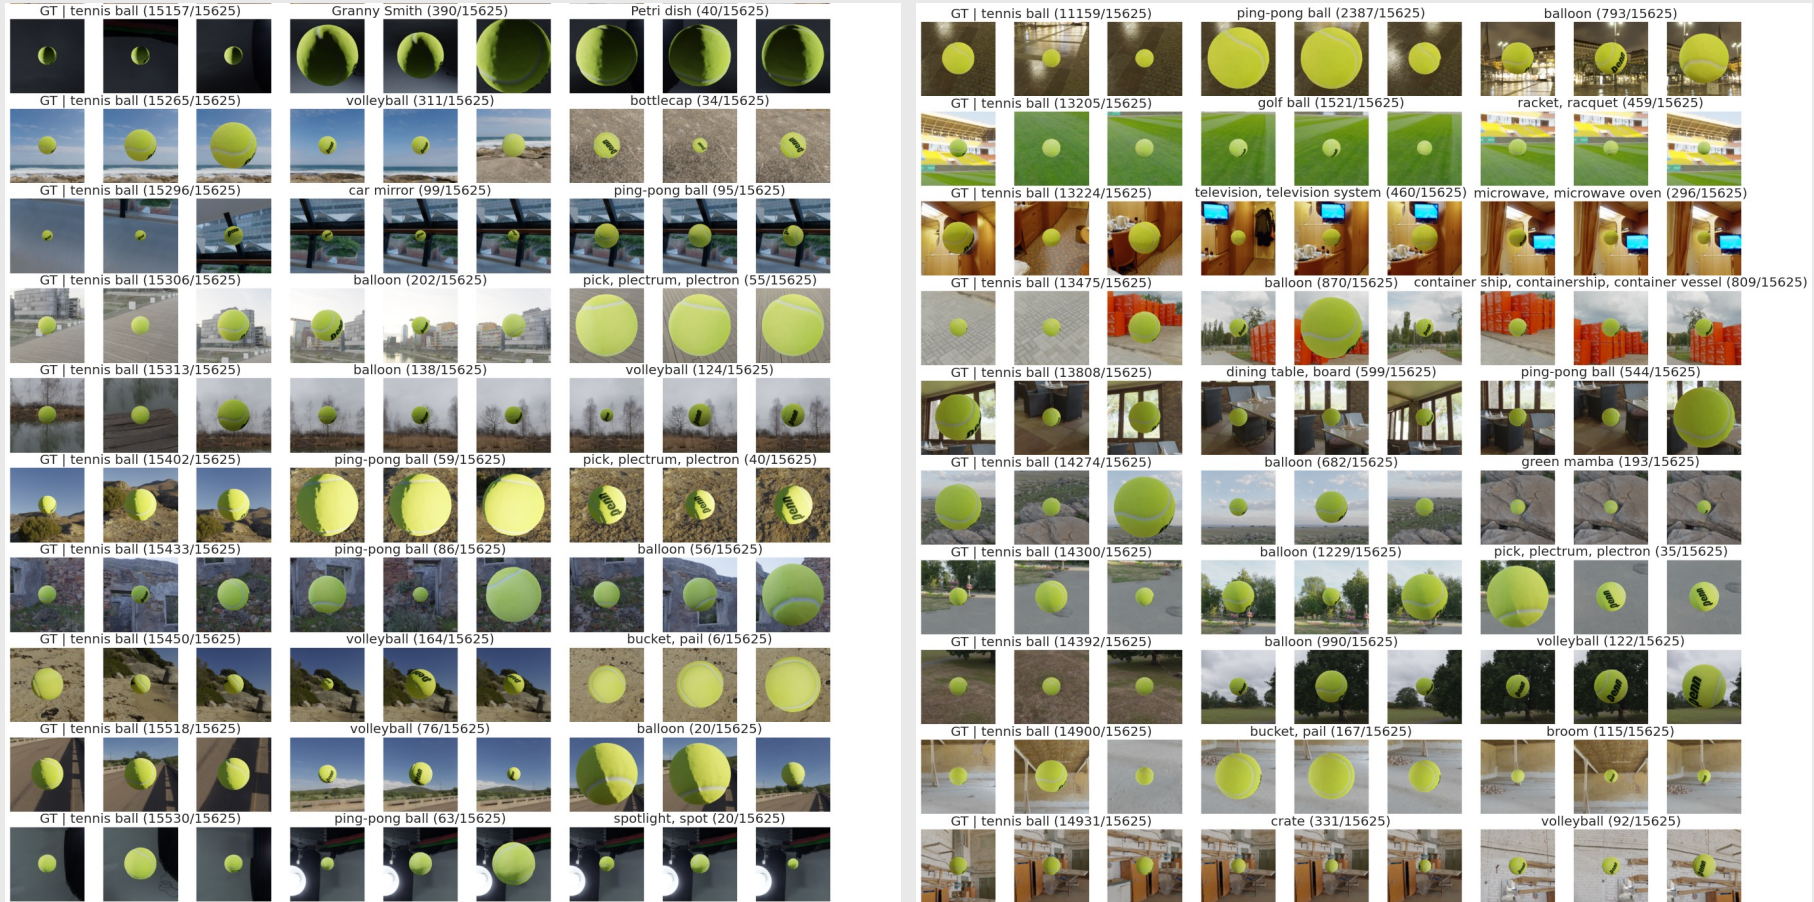 GT | tennis ball (15157/15625) Granny Smith (390/15625) Petri dish (40/15625)
GT | tennis ball (15265/15625) volleyball (311/15625) bottlecap (34/15625)
GT | tennis ball (15296/15625) car mirror (99/15625) ping-pong ball (95/15625)
GT | tennis ball (15306/15625) balloon (202/15625) pick, plectrum, plectron (55/15625)
GT | tennis ball (15313/15625) balloon (138/15625) volleyball (124/15625)
GT | tennis ball (15402/15625) ping-pong ball (59/15625) pick, plectrum, plectron (40/15625)
GT | tennis ball (15433/15625) ping-pong ball (86/15625) balloon (56/15625)
GT | tennis ball (15450/15625) volleyball (164/15625) bucket, pail (6/15625)
GT | tennis ball (15518/15625) volleyball (76/15625) balloon (20/15625)
GT | tennis ball (15530/15625) ping-pong ball (63/15625) spotlight, spot (20/15625)
GT | tennis ball (11159/15625) ping-pong ball (2387/15625) balloon (793/15625)
GT | tennis ball (13205/15625) golf ball (1521/15625) racket, racquet (459/15625)
GT | tennis ball (13224/15625) television, television system (460/15625) microwave, microwave oven (296/15625)
GT | tennis ball (13475/15625) balloon (870/15625) container ship, containership, container vessel (809/15625)
GT | tennis ball (13808/15625) dining table, board (599/15625) ping-pong ball (544/15625)
GT | tennis ball (14274/15625) balloon (682/15625) green mamba (193/15625)
GT | tennis ball (14300/15625) balloon (1229/15625) pick, plectrum, plectron (35/15625)
GT | tennis ball (14392/15625) balloon (990/15625) volleyball (122/15625)
GT | tennis ball (14900/15625) bucket, pail (167/15625) broom (115/15625)
GT | tennis ball (14931/15625) crate (331/15625) volleyball (92/15625)